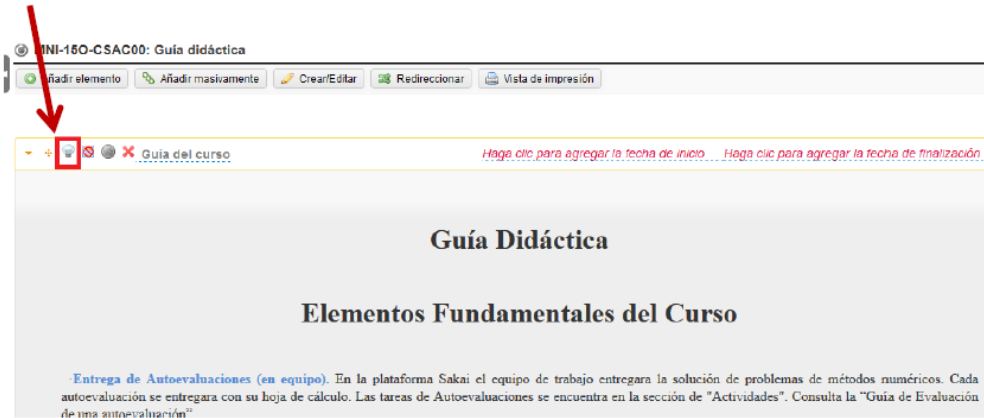 MNI-15O-CSAC00: Guía didáctica
Añadir elemento Añadir masivamente Crear/Editar Redireccionar Vista de impresión
Guía del curso Haga clic para agregar la fecha de inicio Haga clic para agregar la fecha de finalización
Guía Didáctica
Elementos Fundamentales del Curso
·Entrega de Autoevaluaciones (en equipo). En la plataforma Sakai el equipo de trabajo entregara la solución de problemas de métodos numéricos. Cada
autoevaluación se entregara con su hoja de cálculo. Las tareas de Autoevaluaciones se encuentra en la sección de "Actividades". Consulta la “Guía de Evaluación
de una autoevaluación”